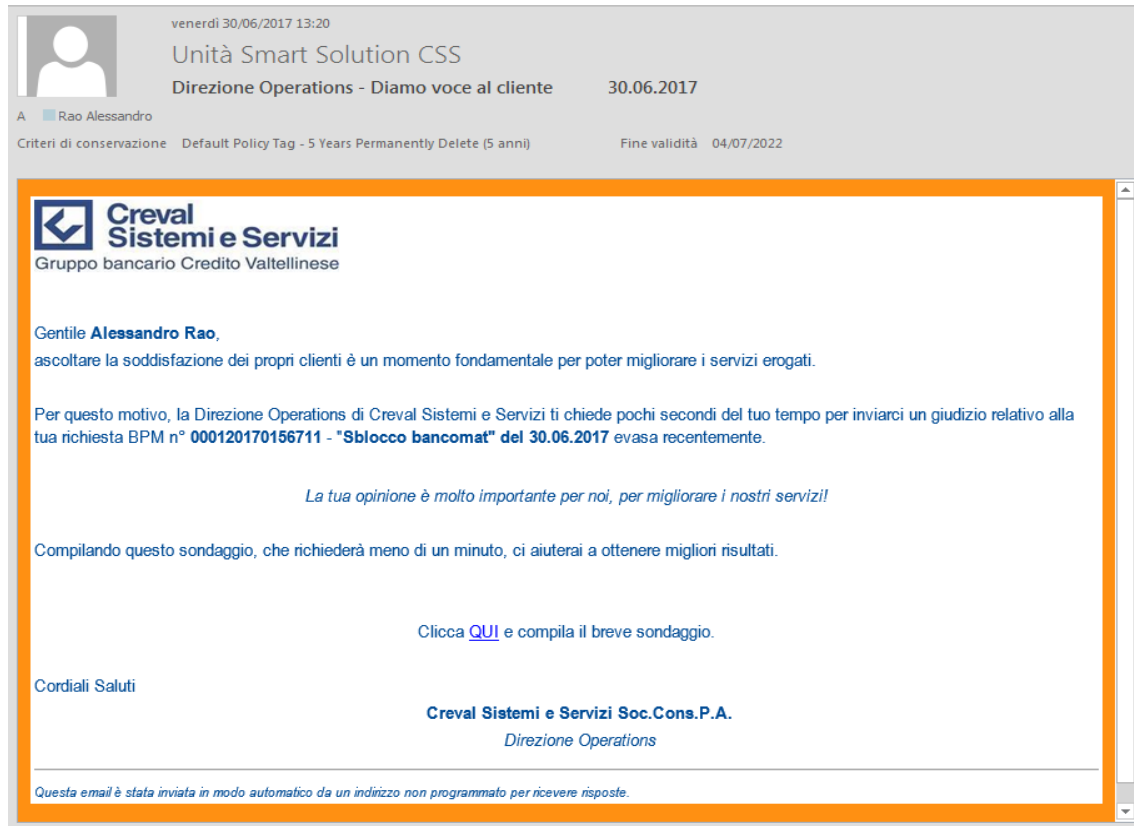 venerdì 30/06/2017 13:20
Unità Smart Solution CSS
Direzione Operations - Diamo voce al cliente 30.06.2017
A Rao Alessandro
Criteri di conservazione Default Policy Tag - 5 Years Permanently Delete (5 anni) Fine validità 04/07/2022
Creval
Sistemi e Servizi
Gruppo bancario Credito Valtellinese
Gentile Alessandro Rao,
ascoltare la soddisfazione dei propri clienti è un momento fondamentale per poter migliorare i servizi erogati.
Per questo motivo, la Direzione Operations di Creval Sistemi e Servizi ti chiede pochi secondi del tuo tempo per inviarci un giudizio relativo alla
tua richiesta BPM n° 000120170156711 - "Sblocco bancomat" del 30.06.2017 evasa recentemente.
La tua opinione è molto importante per noi, per migliorare i nostri servizi!
Compilando questo sondaggio, che richiederà meno di un minuto, ci aiuterai a ottenere migliori risultati.
Clicca QUI e compila il breve sondaggio.
Cordiali Saluti
Creval Sistemi e Servizi Soc.Cons.P.A.
Direzione Operations
Questa email è stata inviata in modo automatico da un indirizzo non programmato per ricevere risposte.